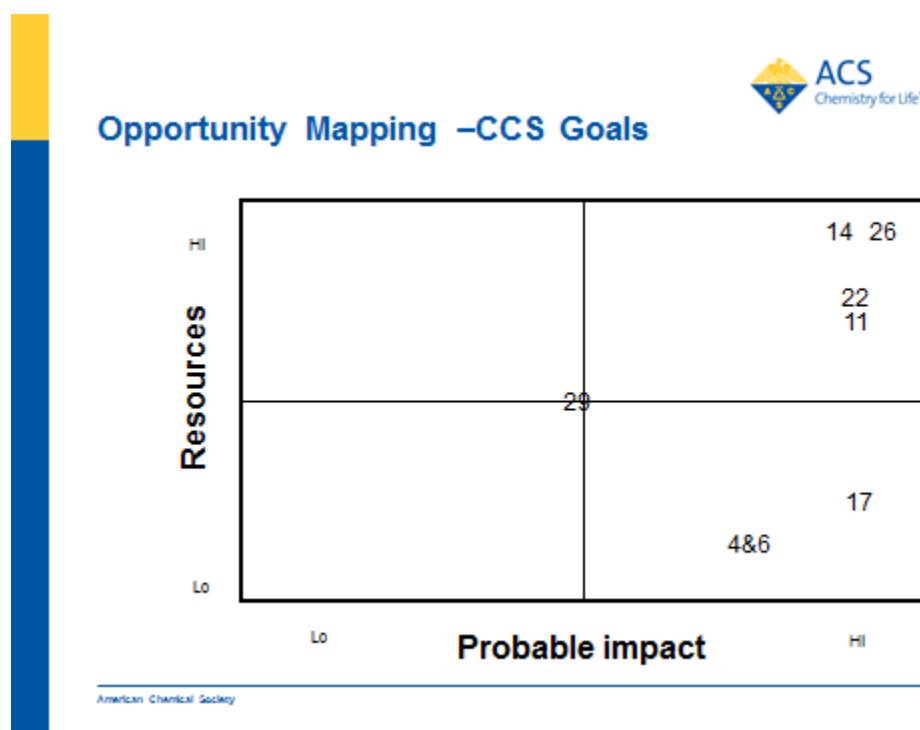 ACS
Chemistry for Life
A C S
Opportunity Mapping –CCS Goals
HI
14 26
22
11
Resources
29
17
4&6
Lo
Lo
Probable impact
HI
American Chemical Society